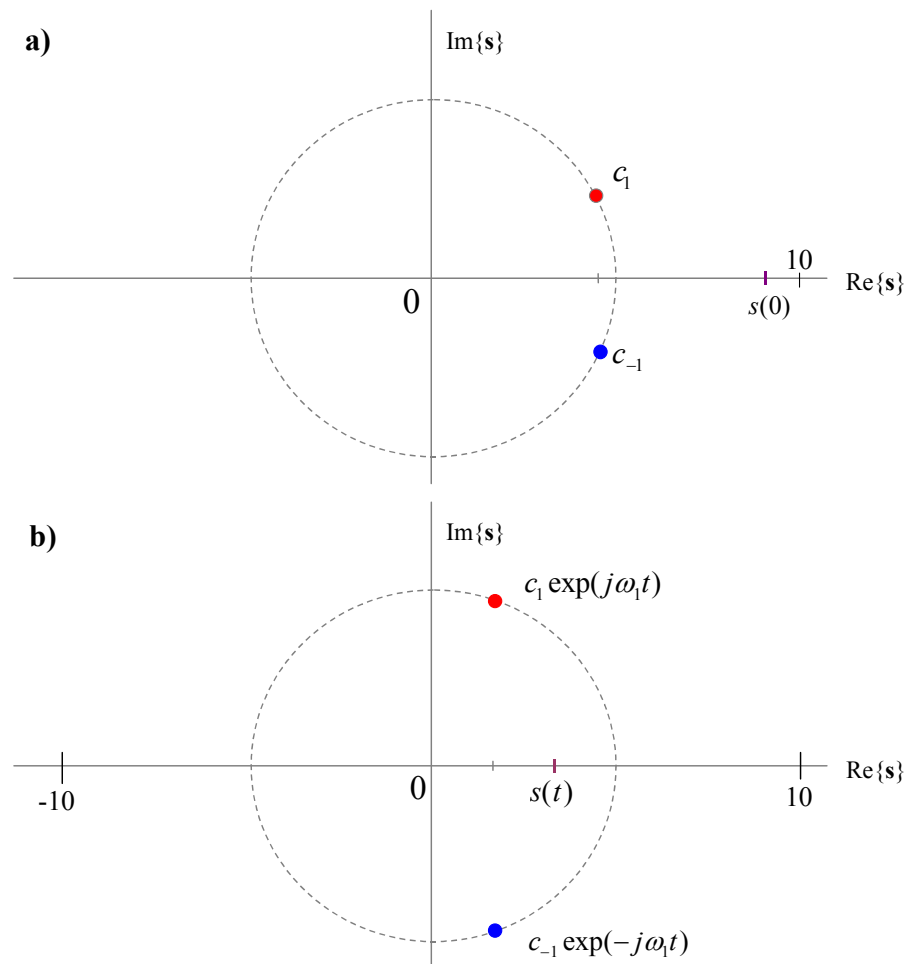 a)
Im{s}
c₁
10
0
s(0)
Re{s}
c₋₁
b)
Im{s}
c₁ exp(jω₁t)
-10
0
s(t)
10
Re{s}
c₋₁ exp(−jω₁t)